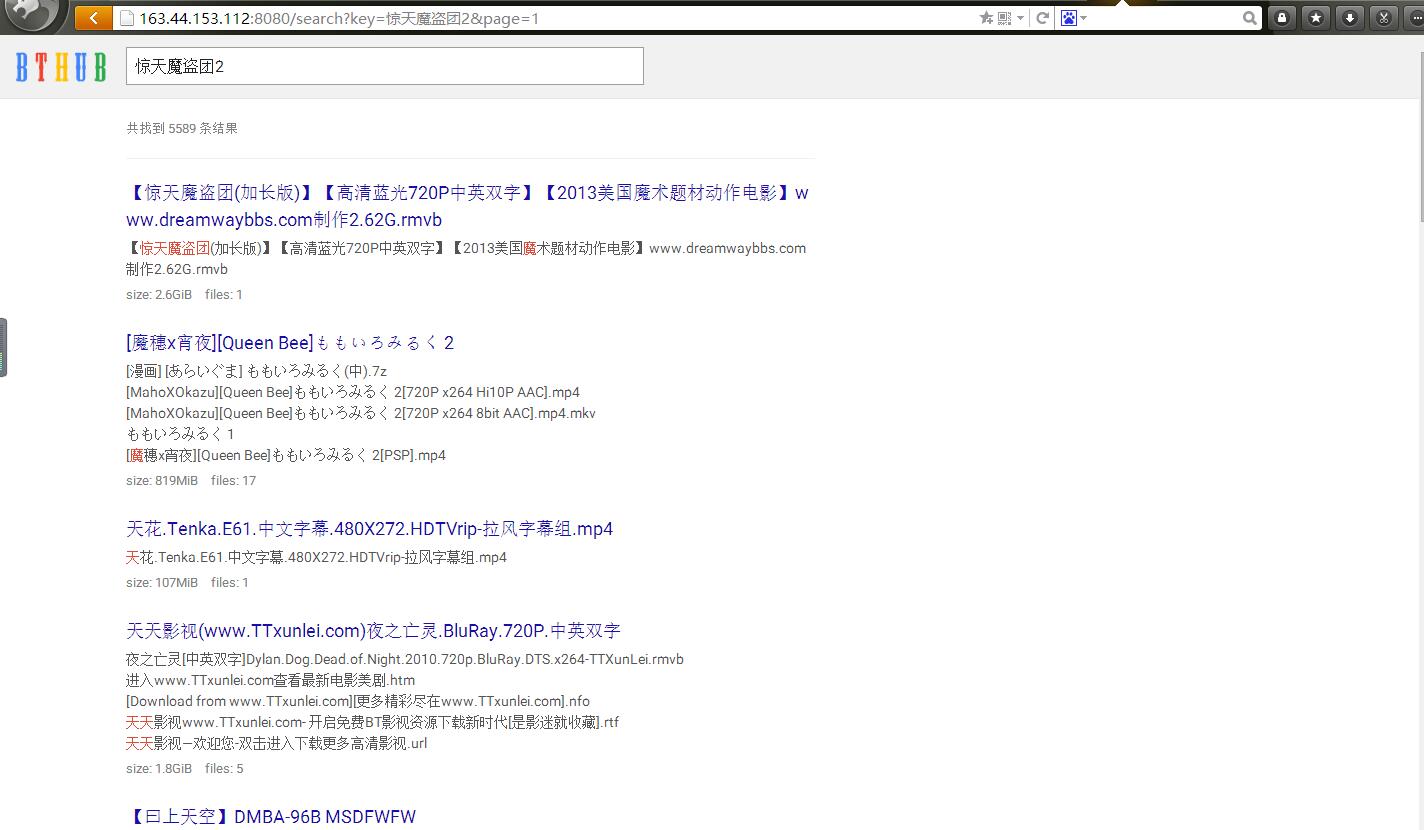 163.44.153.112:8080/search?key=惊天魔盗团2&page=1
BTHUB
惊天魔盗团2
共找到 5589 条结果
【惊天魔盗团(加长版)】【高清蓝光720P中英双字】【2013美国魔术题材动作电影】w
ww.dreamwaybbs.com制作2.62G.rmvb
【惊天魔盗团(加长版)】【高清蓝光720P中英双字】【2013美国魔术题材动作电影】www.dreamwaybbs.com
制作2.62G.rmvb
size: 2.6GiB files: 1
[魔穗x宵夜][Queen Bee]ももいろみるく 2
[漫画] [あらいぐま] ももいろみるく(中).7z
[MahoXOkazu][Queen Bee]ももいろみるく 2[720P x264 Hi10P AAC].mp4
[MahoXOkazu][Queen Bee]ももいろみるく 2[720P x264 8bit AAC].mp4.mkv
ももいろみるく 1
[魔穗x宵夜][Queen Bee]ももいろみるく 2[PSP].mp4
size: 819MiB files: 17
天花.Tenka.E61.中文字幕.480X272.HDTVrip-拉风字幕组.mp4
天花.Tenka.E61.中文字幕.480X272.HDTVrip-拉风字幕组.mp4
size: 107MiB files: 1
天天影视(www.TTxunlei.com)夜之亡灵.BluRay.720P.中英双字
夜之亡灵[中英双字]Dylan.Dog.Dead.of.Night.2010.720p.BluRay.DTS.x264-TTXunLei.rmvb
进入www.TTxunlei.com查看最新电影美剧.htm
[Download from www.TTxunlei.com][更多精彩尽在www.TTxunlei.com].nfo
天天影视www.TTxunlei.com- 开启免费BT影视资源下载新时代[是影迷就收藏].rtf
天天影视—欢迎您-双击进入下载更多高清影视.url
size: 1.8GiB files: 5
【曰上天空】DMBA-96B MSDFWFW